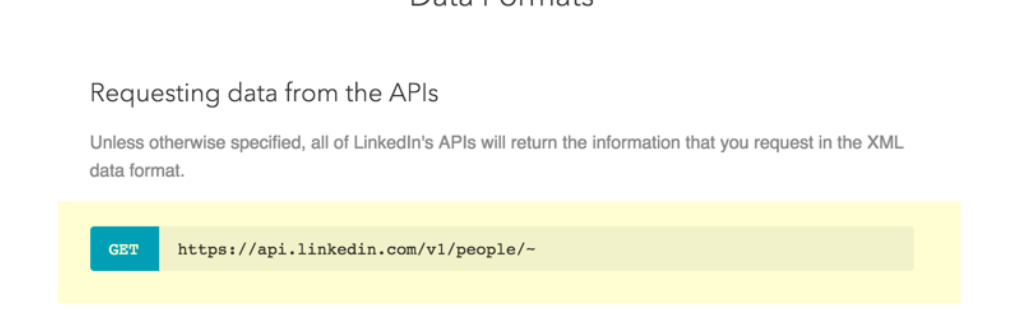 Data Formats
Requesting data from the APIs
Unless otherwise specified, all of LinkedIn's APIs will return the information that you request in the XML
data format.
GET https://api.linkedin.com/v1/people/~